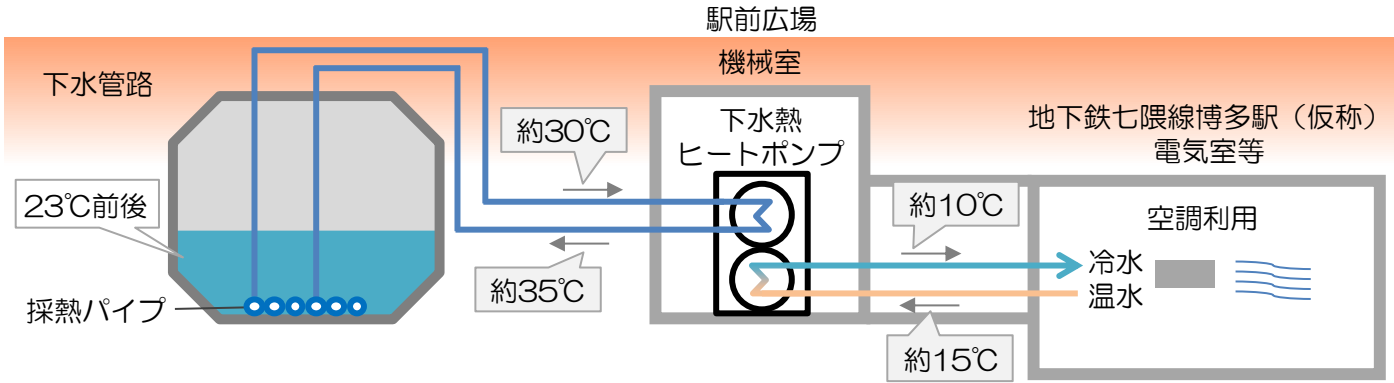 駅前広場
機械室
下水管路
下水熱
ヒートポンプ
約30℃
地下鉄七隈線博多駅（仮称）
電気室等
23℃前後
約10℃
空調利用
約35℃
冷水
温水
採熱パイプ
約15℃